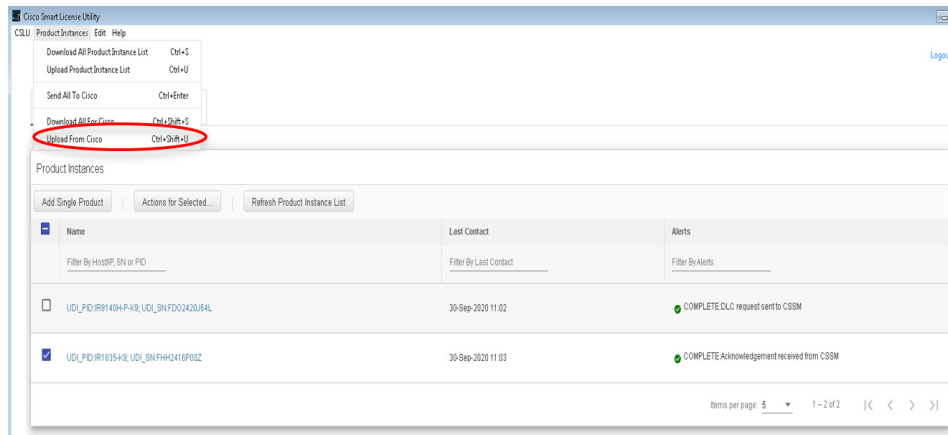 Cisco Smart License Utility
CSLU Product Instances Edit Help
Download All Product Instance List Ctrl+S
Upload Product Instance List Ctrl+U
Logou
Send All To Cisco Ctrl+Enter
Download All For Cisco Ctrl+Shift+S
Upload From Cisco Ctrl+Shift+U
Product Instances
Add Single Product Actions for Selected... Refresh Product Instance List
Name Last Contact Alerts
Filter By Host/IP, SN or PID Filter By Last Contact Filter By Alerts
UDI_PID:IR8140H-P-K9; UDI_SN:FDO2420J64L 30-Sep-2020 11:02 COMPLETE:DLC request sent to CSSM
UDI_PID:IR1835-K9; UDI_SN:FHH2416P00Z 30-Sep-2020 11:03 COMPLETE:Acknowledgement received from CSSM
Items per page: 5 1 – 2 of 2